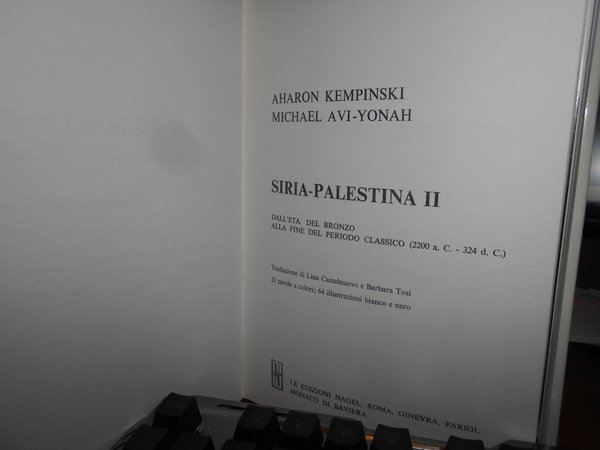 AHARON KEMPINSKI
MICHAEL AVI-YONAH
SIRIA-PALESTINA II
DALL'ETA DEL BRONZO
ALLA FINE DEL PERIODO CLASSICO (2200 a. C. - 324 d. C.)
Traduzione di Lina Castelnuovo e Barbara Tosi
21 tavole a colori; 64 illustrazioni bianco e nero
LE EDIZIONI NAGEL, ROMA, GINEVRA, PARIGI,
MONACO DI BAVIERA